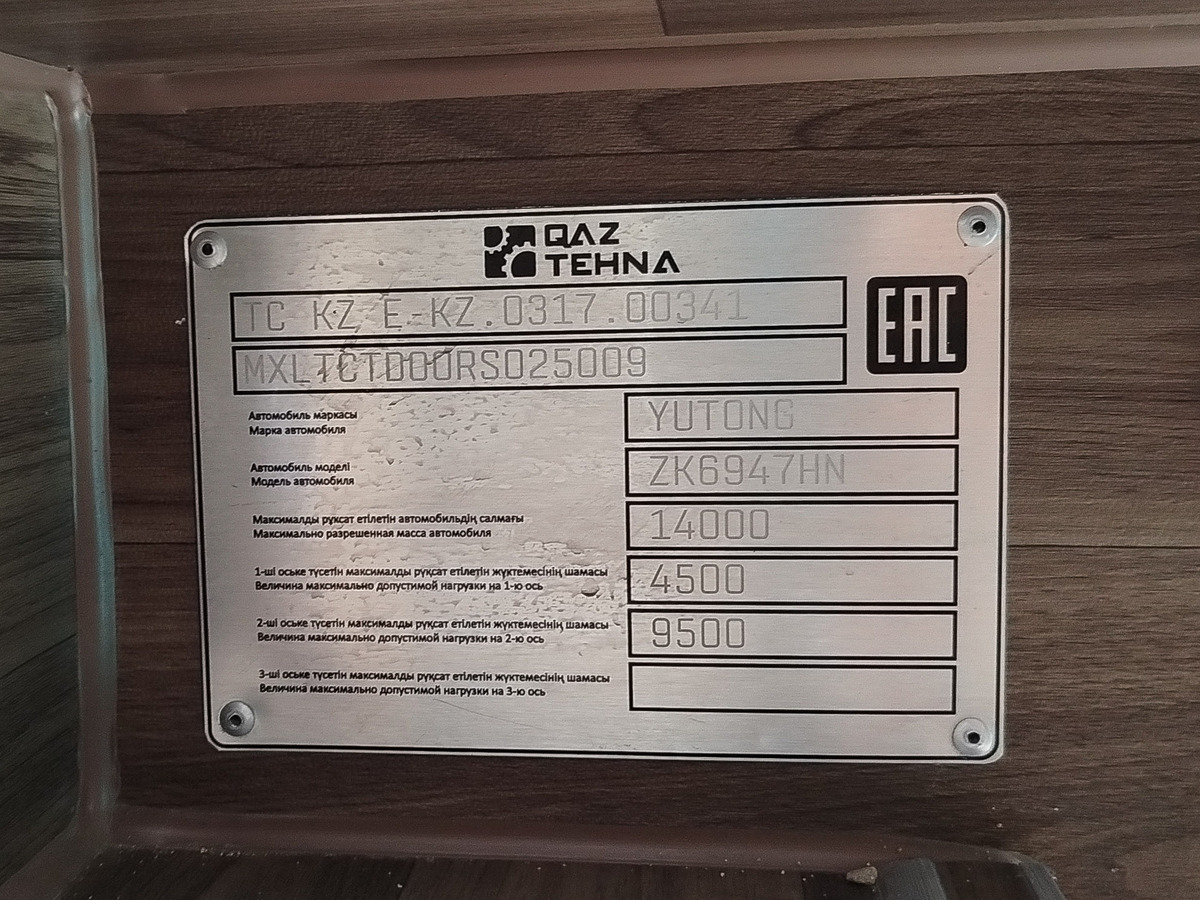 QAZ
TEHNA
TC KZ E-KZ.0317.00341
EAC
MXLTCTD00RS025009
Автомобиль маркасы
Марка автомобиля
YUTONG
Автомобиль моделі
Модель автомобиля
ZK6947HN
Максималды рұқсат етілетін автомобильдің салмағы
Максимально разрешенная масса автомобиля
14000
1-ші оське түсетін максималды рұқсат етілетін жүктемесінің шамасы
Величина максимально допустимой нагрузки на 1-ю ось
4500
2-ші оське түсетін максималды рұқсат етілетін жүктемесінің шамасы
Величина максимально допустимой нагрузки на 2-ю ось
9500
3-ші оське түсетін максималды рұқсат етілетін жүктемесінің шамасы
Величина максимально допустимой нагрузки на 3-ю ось